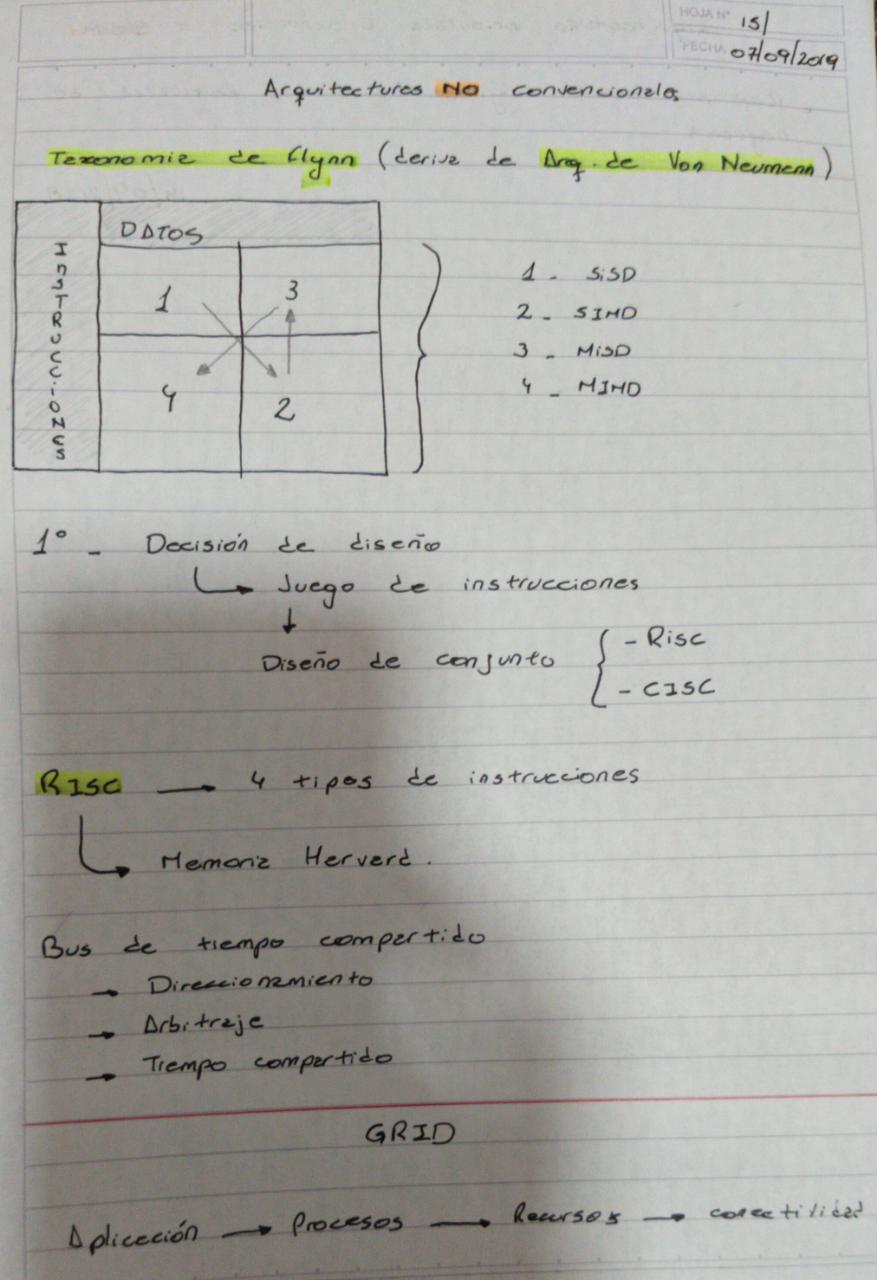 HOJA N° 15/
FECHA 07/09/2019
Arquitecturas NO convencionales
Taxonomia de Flynn (deriva de Arq. de Von Neumann)
DATOS
INSTRUCCIONES
1 3
4 2
1 - SISD
2 - SIMD
3 - MISD
4 - MIMD
1° - Decisión de diseño
Juego de instrucciones
Diseño de conjunto
- RISC
- CISC
RISC → 4 tipos de instrucciones
→ Memoria Harvard.
Bus de tiempo compartido
→ Direccionamiento
→ Arbitraje
→ Tiempo compartido
GRID
Aplicación → Procesos → Recursos → conectividad